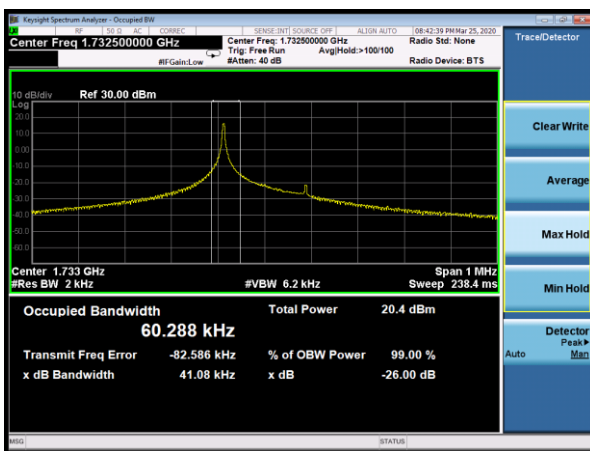 Keysight Spectrum Analyzer - Occupied BW
RF 50 Ω AC CORREC SENSE:INT SOURCE OFF ALIGN AUTO 08:42:39 PM Mar 25, 2020
Center Freq 1.732500000 GHz
Center Freq: 1.732500000 GHz
Radio Std: None
Trig: Free Run Avg|Hold:>100/100
#IFGain:Low #Atten: 40 dB Radio Device: BTS
10 dB/div Ref 30.00 dBm
Log
20.0
10.0
0.00
-10.0
-20.0
-30.0
-40.0
-50.0
-60.0
Center 1.733 GHz Span 1 MHz
#Res BW 2 kHz #VBW 6.2 kHz Sweep 238.4 ms
Occupied Bandwidth Total Power 20.4 dBm
60.288 kHz
Transmit Freq Error -82.586 kHz % of OBW Power 99.00 %
x dB Bandwidth 41.08 kHz x dB -26.00 dB
MSG STATUS
Trace/Detector
Clear Write
Average
Max Hold
Min Hold
Detector
Peak▶
Auto Man